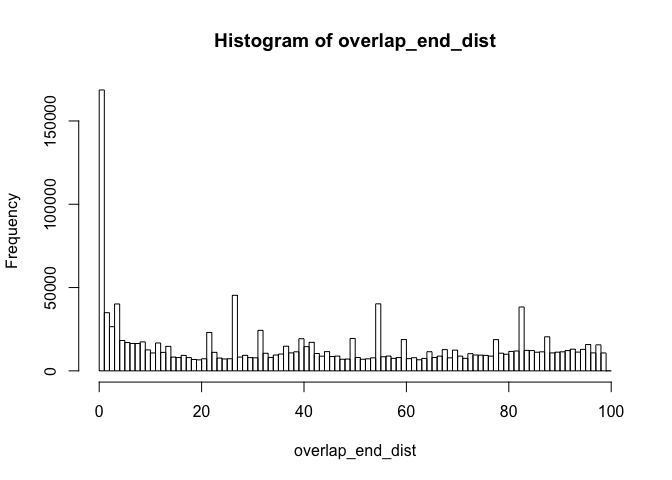 Histogram of overlap_end_dist
Frequency
150000
100000
50000
0
0 20 40 60 80 100
overlap_end_dist